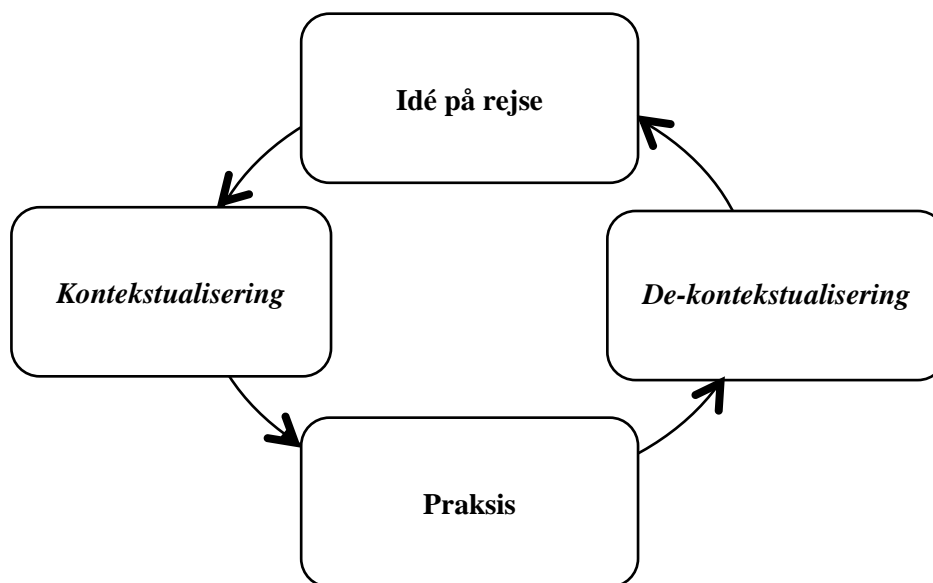 Idé på rejse
Kontekstualisering
De-kontekstualisering
Praksis